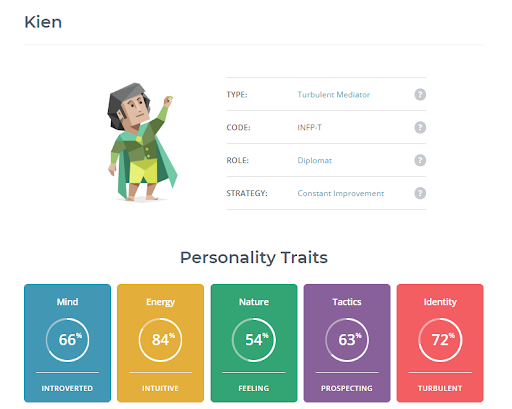 Kien
TYPE: Turbulent Mediator ?
CODE: INFP-T ?
ROLE: Diplomat ?
STRATEGY: Constant Improvement ?
Personality Traits
Mind Energy Nature Tactics Identity
66% 84% 54% 63% 72%
INTROVERTED INTUITIVE FEELING PROSPECTING TURBULENT